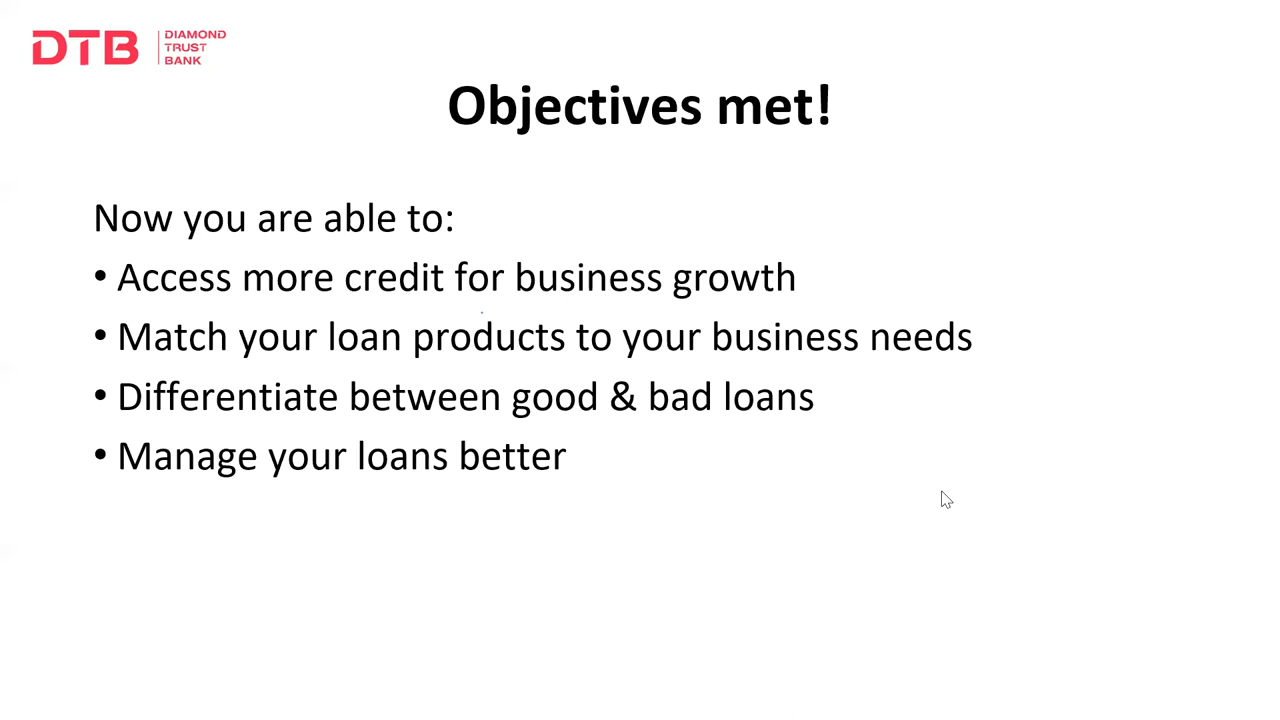 DTB
DIAMOND
TRUST
BANK
Objectives met!
Now you are able to:
• Access more credit for business growth
• Match your loan products to your business needs
• Differentiate between good & bad loans
• Manage your loans better